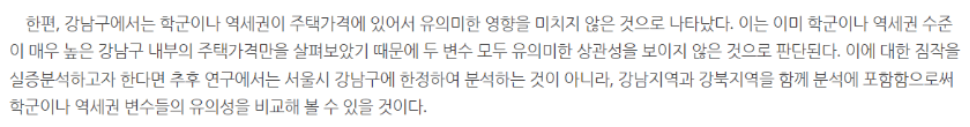 한편, 강남구에서는 학군이나 역세권이 주택가격에 있어서 유의미한 영향을 미치지 않은 것으로 나타났다. 이는 이미 학군이나 역세권 수준
이 매우 높은 강남구 내부의 주택가격만을 살펴보았기 때문에 두 변수 모두 유의미한 상관성을 보이지 않은 것으로 판단된다. 이에 대한 짐작을
실증분석하고자 한다면 추후 연구에서는 서울시 강남구에 한정하여 분석하는 것이 아니라, 강남지역과 강북지역을 함께 분석에 포함함으로써
학군이나 역세권 변수들의 유의성을 비교해 볼 수 있을 것이다.